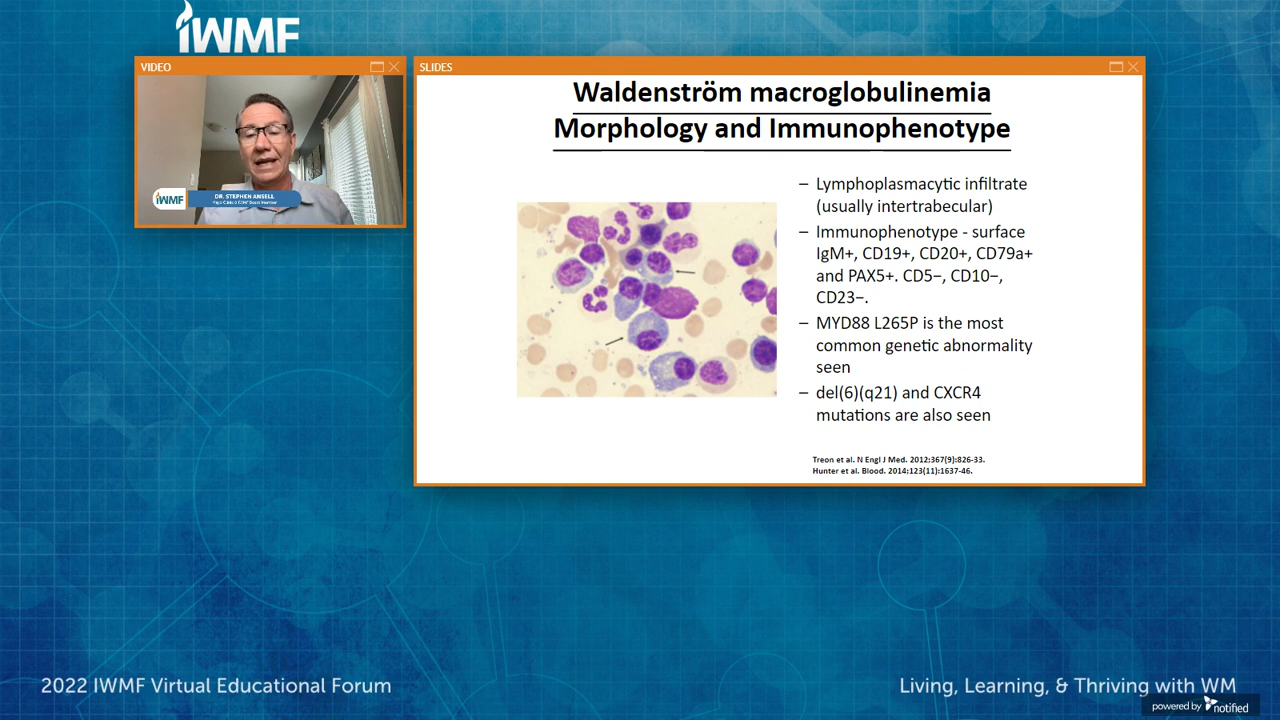 iWMF
VIDEO
SLIDES
DR. STEPHEN ANSELL
iWMF
Waldenström macroglobulinemia
Morphology and Immunophenotype
– Lymphoplasmacytic infiltrate
(usually intertrabecular)
– Immunophenotype - surface
IgM+, CD19+, CD20+, CD79a+
and PAX5+. CD5–, CD10–,
CD23–.
– MYD88 L265P is the most
common genetic abnormality
seen
– del(6)(q21) and CXCR4
mutations are also seen
Treon et al. N Engl J Med. 2012;367(9):826-33.
Hunter et al. Blood. 2014;123(11):1637-46.
2022 IWMF Virtual Educational Forum
Living, Learning, & Thriving with WM
powered by notified